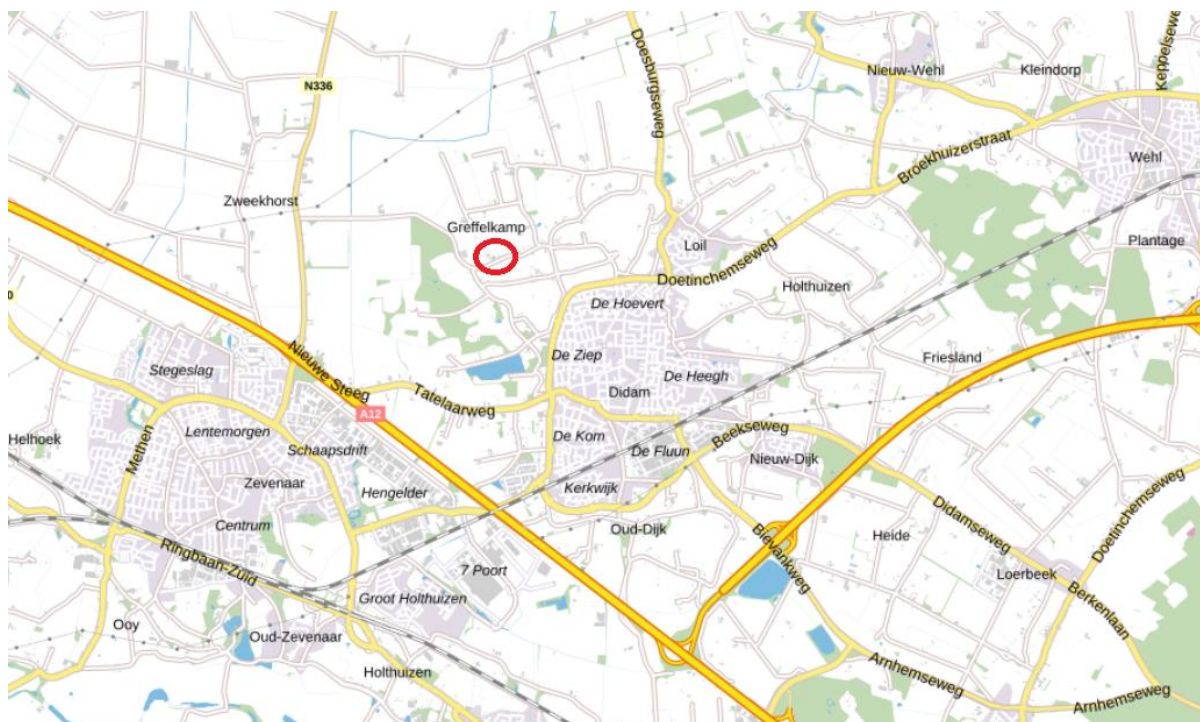 Doesburgseweg
Nieuw-Wehl
Kleindorp
Keppelseweg
N336
Broekhuizerstraat
Wehl
Zweekhorst
Greffelkamp
Loil
Plantage
Doetinchemseweg
Holthuizen
De Hoevert
Nieuwe Steeg
De Ziep
Friesland
Stegeslag
De Heegh
Tatelaarweg
Didam
A12
Lentemorgen
Helhoek
Methen
Schaapsdrift
De Kom
Beekseweg
De Fluun
Nieuw-Dijk
Zevenaar
Hengelder
Kerkwijk
Doetinchemseweg
Centrum
Oud-Dijk
Didamseweg
Heide
Bievankweg
Ringbaan-Zuid
7 Poort
Loerbeek
Groot Holthuizen
Berkenlaan
Ooy
Oud-Zevenaar
Holthuizen
Arnhemseweg
Arnhemseweg